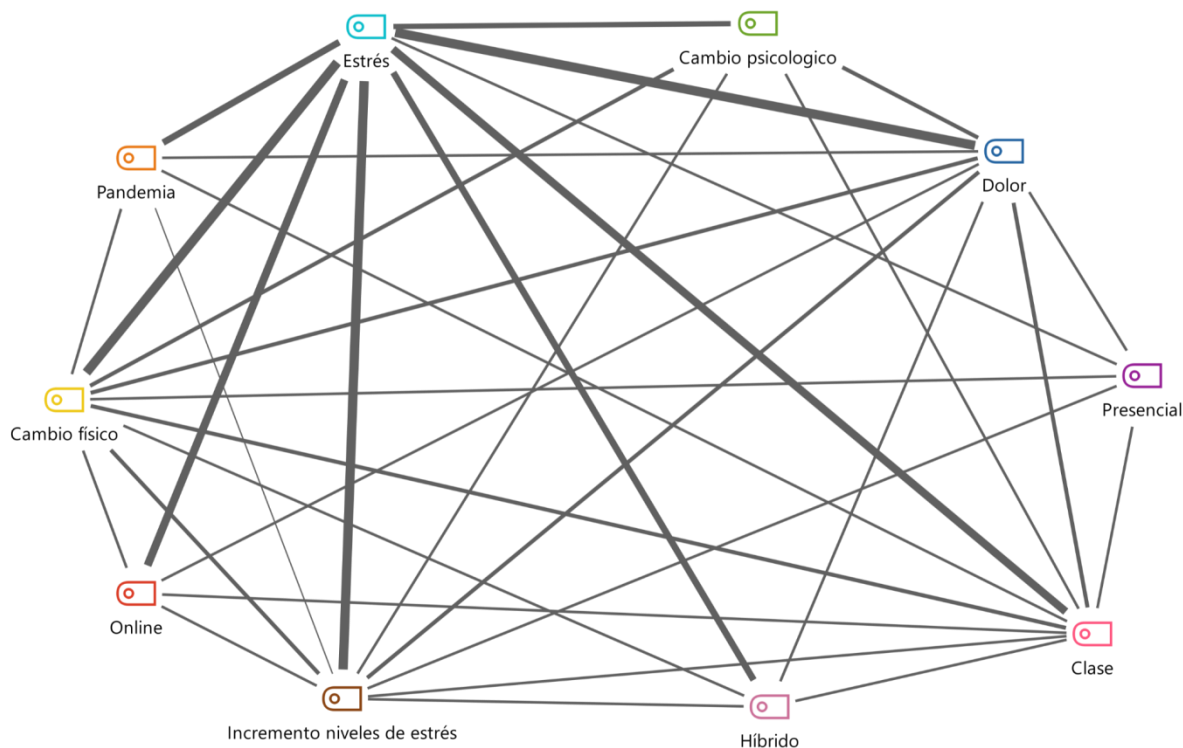 Estrés
Cambio psicologico
Pandemia
Dolor
Cambio físico
Presencial
Online
Clase
Incremento niveles de estrés
Híbrido